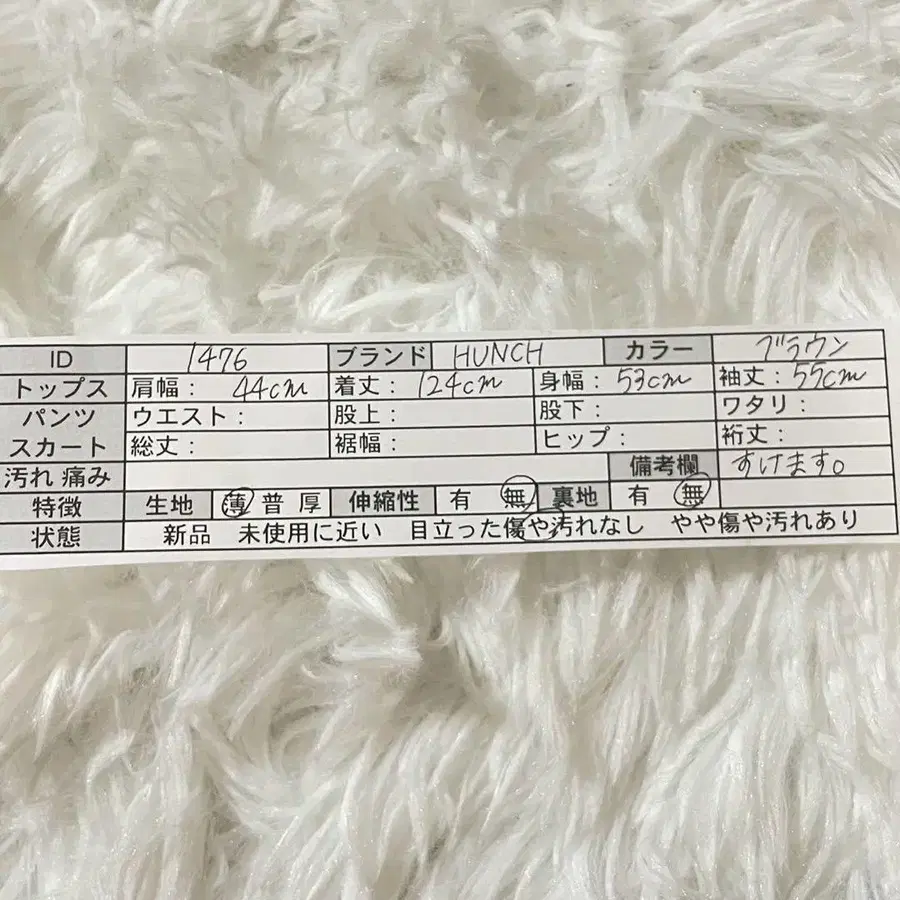 ID 1476 ブランド HUNCH カラー ブラウン
トップス 肩幅: 44cm 着丈: 124cm 身幅: 53cm 袖丈: 55cm
パンツ ウエスト: 股上: 股下: ワタリ:
スカート 総丈: 裾幅: ヒップ: 裄丈:
汚れ 痛み 備考欄 すけます。
特徴 生地 薄 普 厚 伸縮性 有 無 裏地 有 無
状態 新品 未使用に近い 目立った傷や汚れなし やや傷や汚れあり